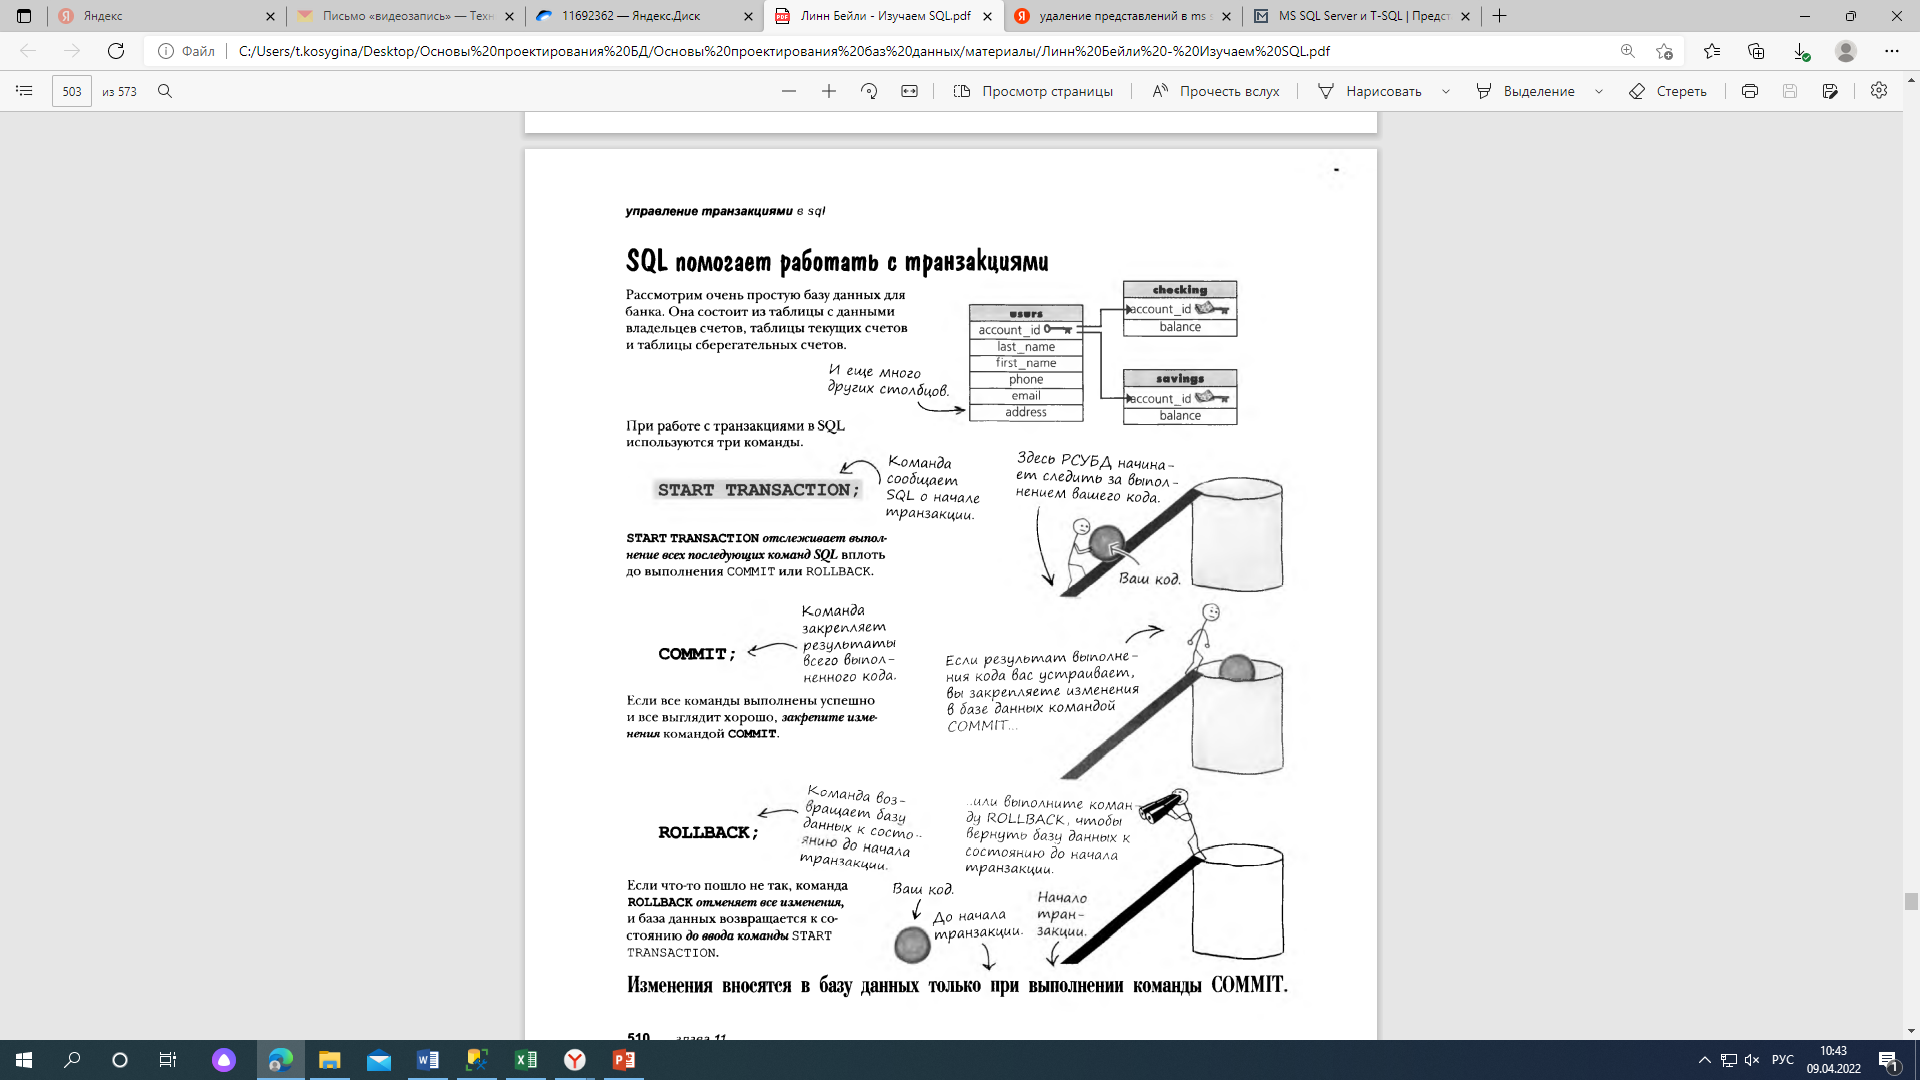 Яндекс
Письмо «видеозапись» — Техн
11692362 — Яндекс.Диск
Линн Бейли - Изучаем SQL.pdf
удаление представлений в ms s
MS SQL Server и T-SQL | Предст
Файл
C:/Users/t.kosygina/Desktop/Основы%20проектирования%20БД/Основы%20проектирования%20баз%20данных/материалы/Линн%20Бейли%20-%20Изучаем%20SQL.pdf
503
из 573
Просмотр страницы
Прочесть вслух
Нарисовать
Выделение
Стереть
управление транзакциями в sql
SQL помогает работать с транзакциями
Рассмотрим очень простую базу данных для
банка. Она состоит из таблицы с данными
владельцев счетов, таблицы текущих счетов
и таблицы сберегательных счетов.
И еще много
других столбцов.
users
account_id
last_name
first_name
phone
email
address
checking
account_id
balance
savings
account_id
balance
При работе с транзакциями в SQL
используются три команды.
START TRANSACTION;
Команда
сообщает
SQL о начале
транзакции.
Здесь РСУБД начина-
ет следить за выпол-
нением вашего кода.
Ваш код.
START TRANSACTION отслеживает выпол-
нение всех последующих команд SQL вплоть
до выполнения COMMIT или ROLLBACK.
COMMIT;
Команда
закрепляет
результаты
всего выпол-
ненного кода.
Если результат выполне-
ния кода вас устраивает,
вы закрепляете изменения
в базе данных командой
COMMIT...
Если все команды выполнены успешно
и все выглядит хорошо, закрепите изме-
нения командой COMMIT.
ROLLBACK;
Команда воз-
вращает базу
данных к состо-
янию до начала
транзакции.
...или выполните коман-
ду ROLLBACK, чтобы
вернуть базу данных к
состоянию до начала
транзакции.
Если что-то пошло не так, команда
ROLLBACK отменяет все изменения,
и база данных возвращается к со-
стоянию до ввода команды START
TRANSACTION.
Ваш код.
До начала
транзакции.
Начало
тран-
закции.
Изменения вносятся в базу данных только при выполнении команды COMMIT.
510 глава 11
РУС
10:43
09.04.2022
1